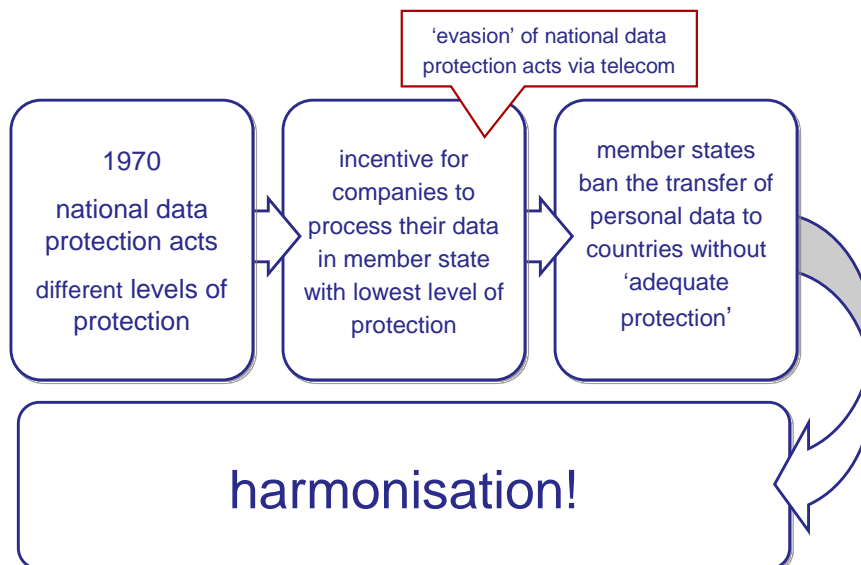 ‘evasion’ of national data
protection acts via telecom
1970
national data
protection acts
different levels of
protection
incentive for
companies to
process their data
in member state
with lowest level of
protection
member states
ban the transfer of
personal data to
countries without
‘adequate
protection’
harmonisation!